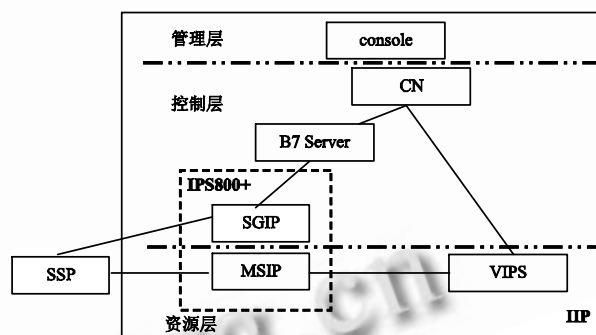 管理层
console
CN
控制层
B7 Server
IPS800+
SGIP
SSP
MSIP
VIPS
资源层
IIP